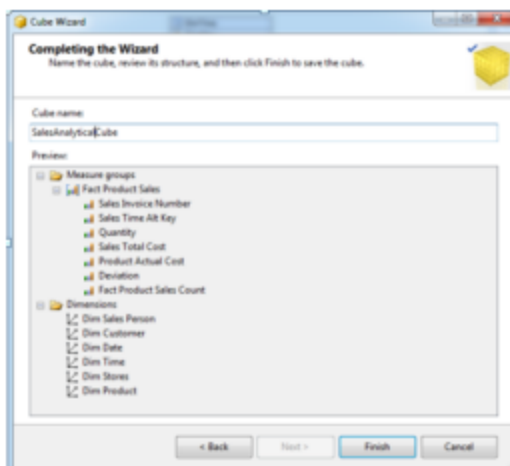 Cube Wizard
Completing the Wizard
Name the cube, review its structure, and then click Finish to save the cube.
Cube name:
SalesAnalyticalCube
Preview:
Measure groups
Fact Product Sales
Sales Invoice Number
Sales Time Alt Key
Quantity
Sales Total Cost
Product Actual Cost
Deviation
Fact Product Sales Count
Dimensions
Dim Sales Person
Dim Customer
Dim Date
Dim Time
Dim Stores
Dim Product
< Back
Next >
Finish
Cancel